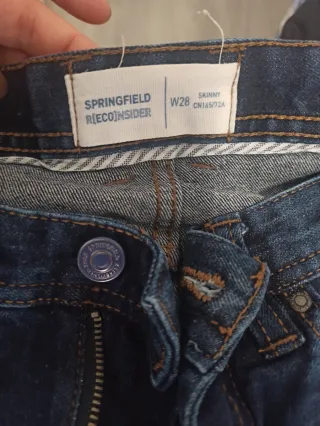 SPRINGFIELD
R[ECO]NSIDER
W28
SKINNY
CN165/72A